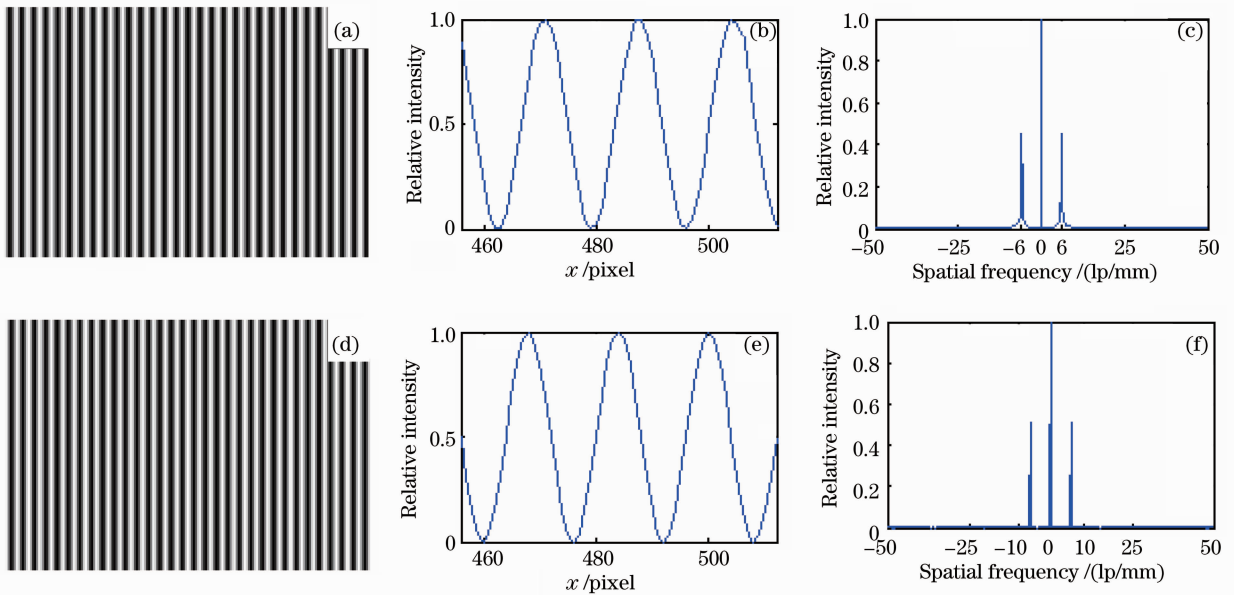 (a)
1.0
0.5
0
Relative intensity
460
480
500
x /pixel
(b)
1.0
0.8
0.6
0.4
0.2
0
Relative intensity
−50
−25
−6
0
6
25
50
Spatial frequency /(lp/mm)
(c)
(d)
1.0
0.5
0
Relative intensity
460
480
500
x /pixel
(e)
1.0
0.8
0.6
0.4
0.2
0
Relative intensity
−50
−25
−10
0
10
25
50
Spatial frequency /(lp/mm)
(f)